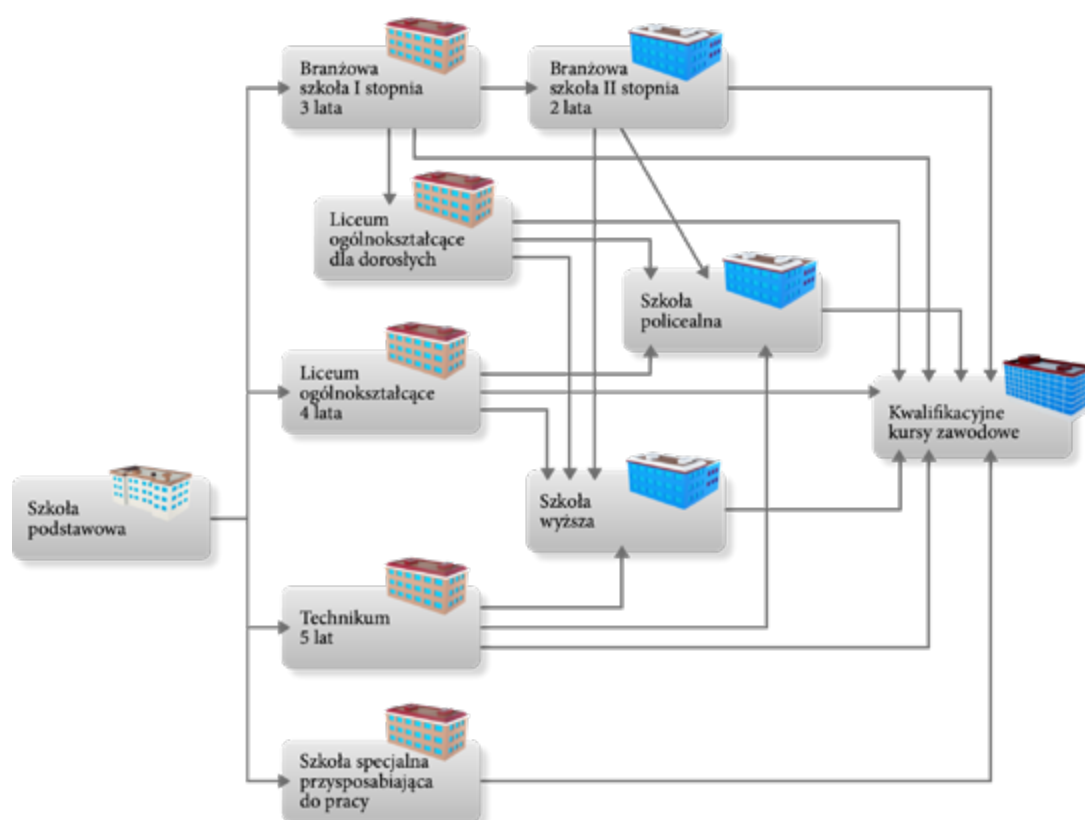 Branżowa
szkoła I stopnia
3 lata
Branżowa
szkoła II stopnia
2 lata
Liceum
ogólnokształcące
dla dorosłych
Szkoła
policealna
Liceum
ogólnokształcące
4 lata
Kwalifikacyjne
kursy zawodowe
Szkoła
podstawowa
Szkoła
wyższa
Technikum
5 lat
Szkoła specjalna
przysposabiająca
do pracy